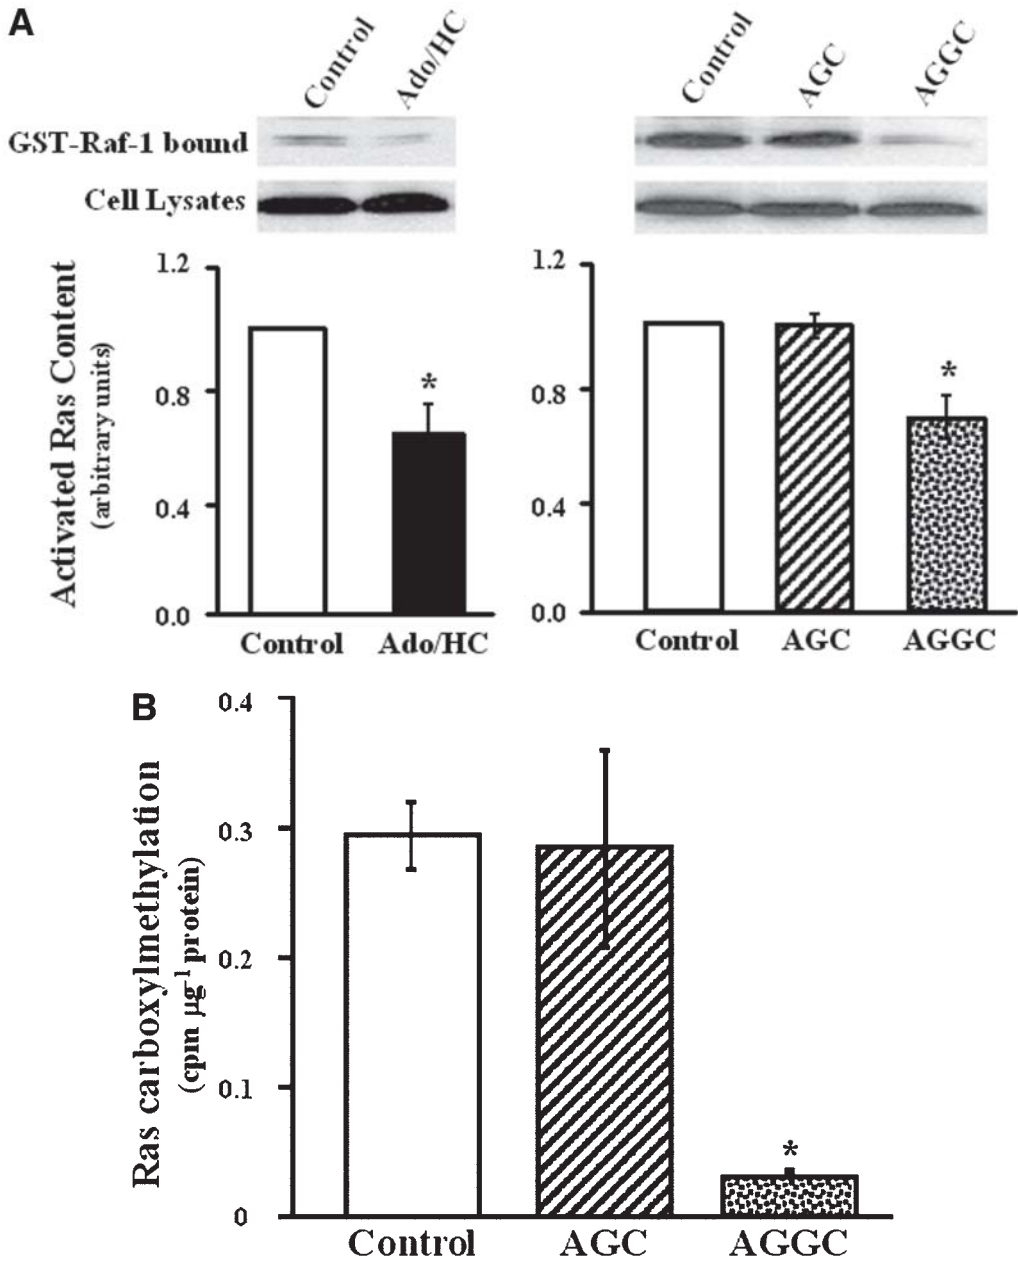 A
Control
Ado/HC
Control
AGC
AGGC
GST-Raf-1 bound
Cell Lysates
Activated Ras Content
(arbitrary units)
1.2
0.8
0.4
0.0
*
Control
Ado/HC
1.2
0.8
0.4
0.0
*
Control
AGC
AGGC
B
Ras carboxylmethylation
(cpm μg-1 protein)
0.4
0.3
0.2
0.1
0
*
Control
AGC
AGGC